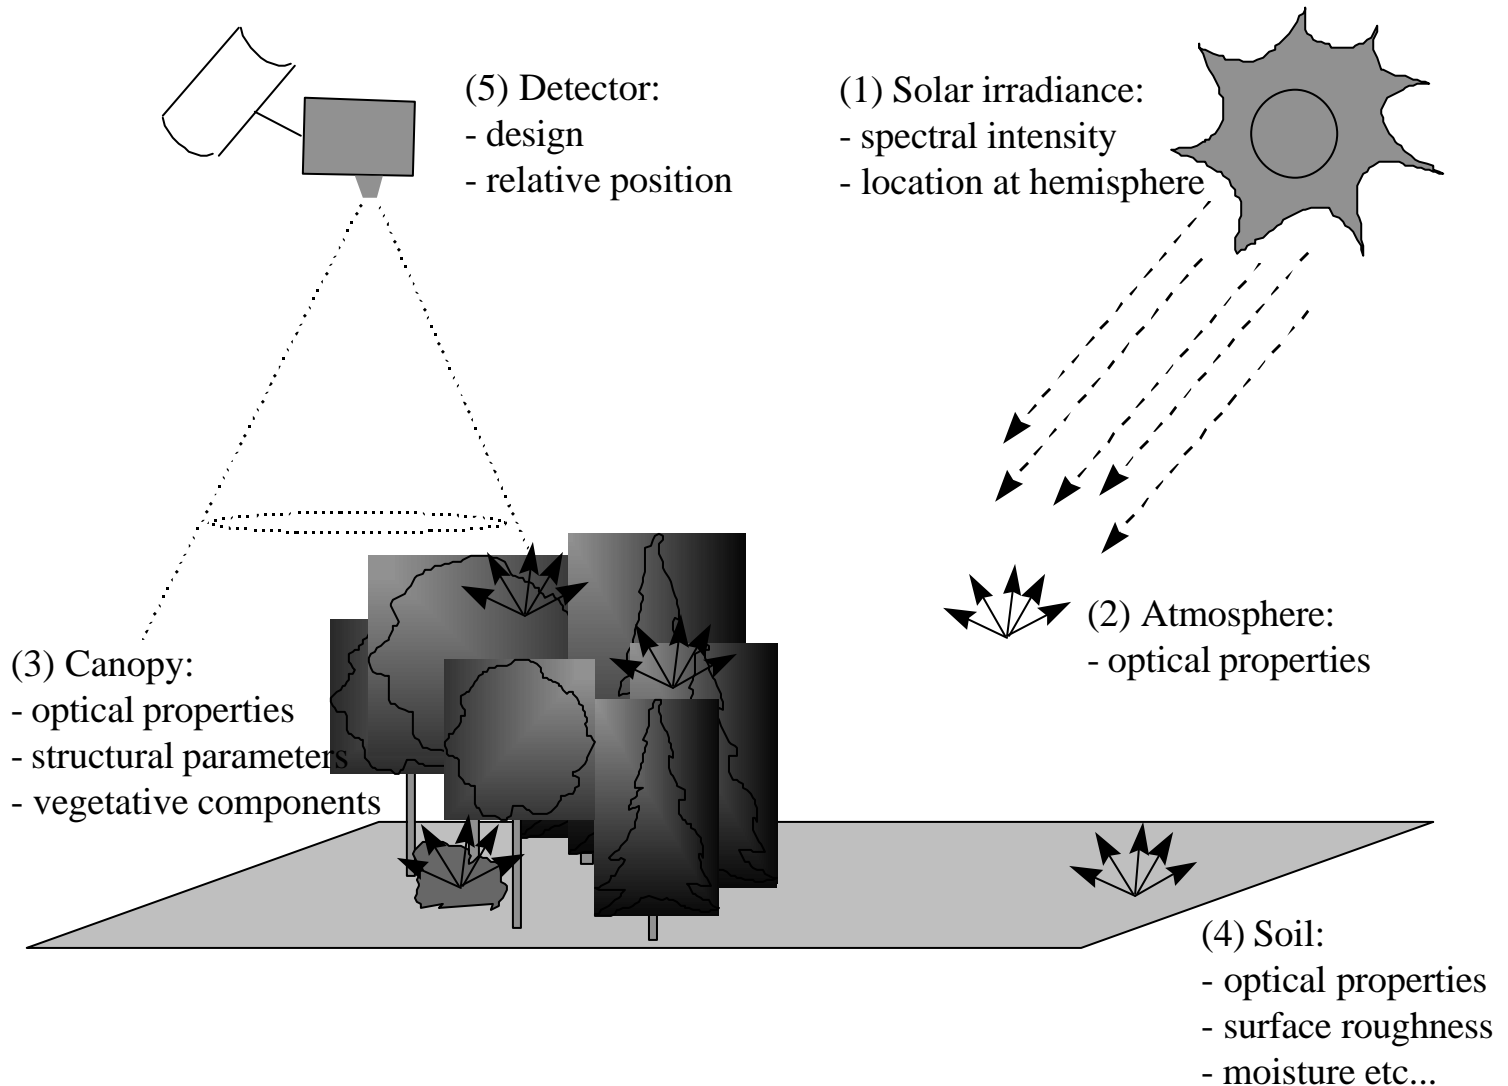 (5) Detector:
- design
- relative position
(1) Solar irradiance:
- spectral intensity
- location at hemisphere
(2) Atmosphere:
- optical properties
(3) Canopy:
- optical properties
- structural parameters
- vegetative components
(4) Soil:
- optical properties
- surface roughness
- moisture etc...